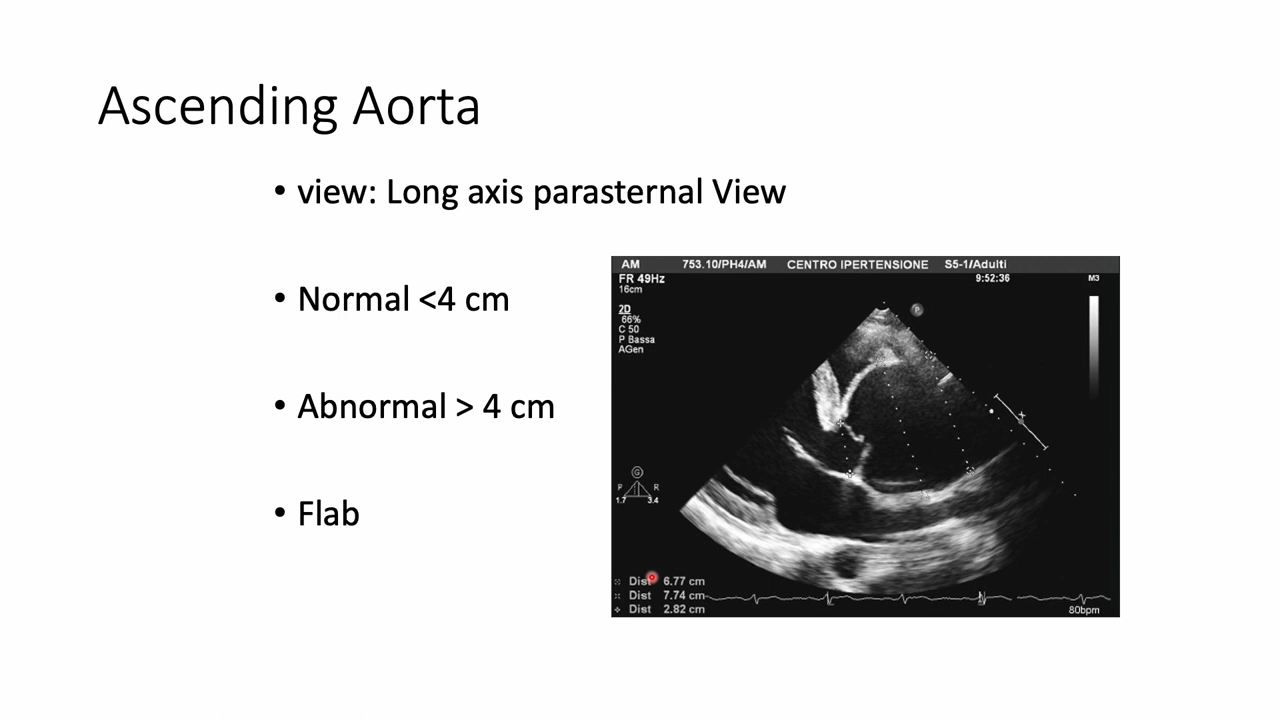 Ascending Aorta
• view: Long axis parasternal View
• Normal <4 cm
• Abnormal > 4 cm
• Flab
AM 753.10/PH4/AM CENTRO IPERTENSIONE S5-1/Adulti
FR 49Hz 9:52:36 M3
16cm
2D
66%
C 50
P Bassa
AGen
P
G
P R
1.7 3.4
Dist 6.77 cm
Dist 7.74 cm
Dist 2.82 cm
80bpm